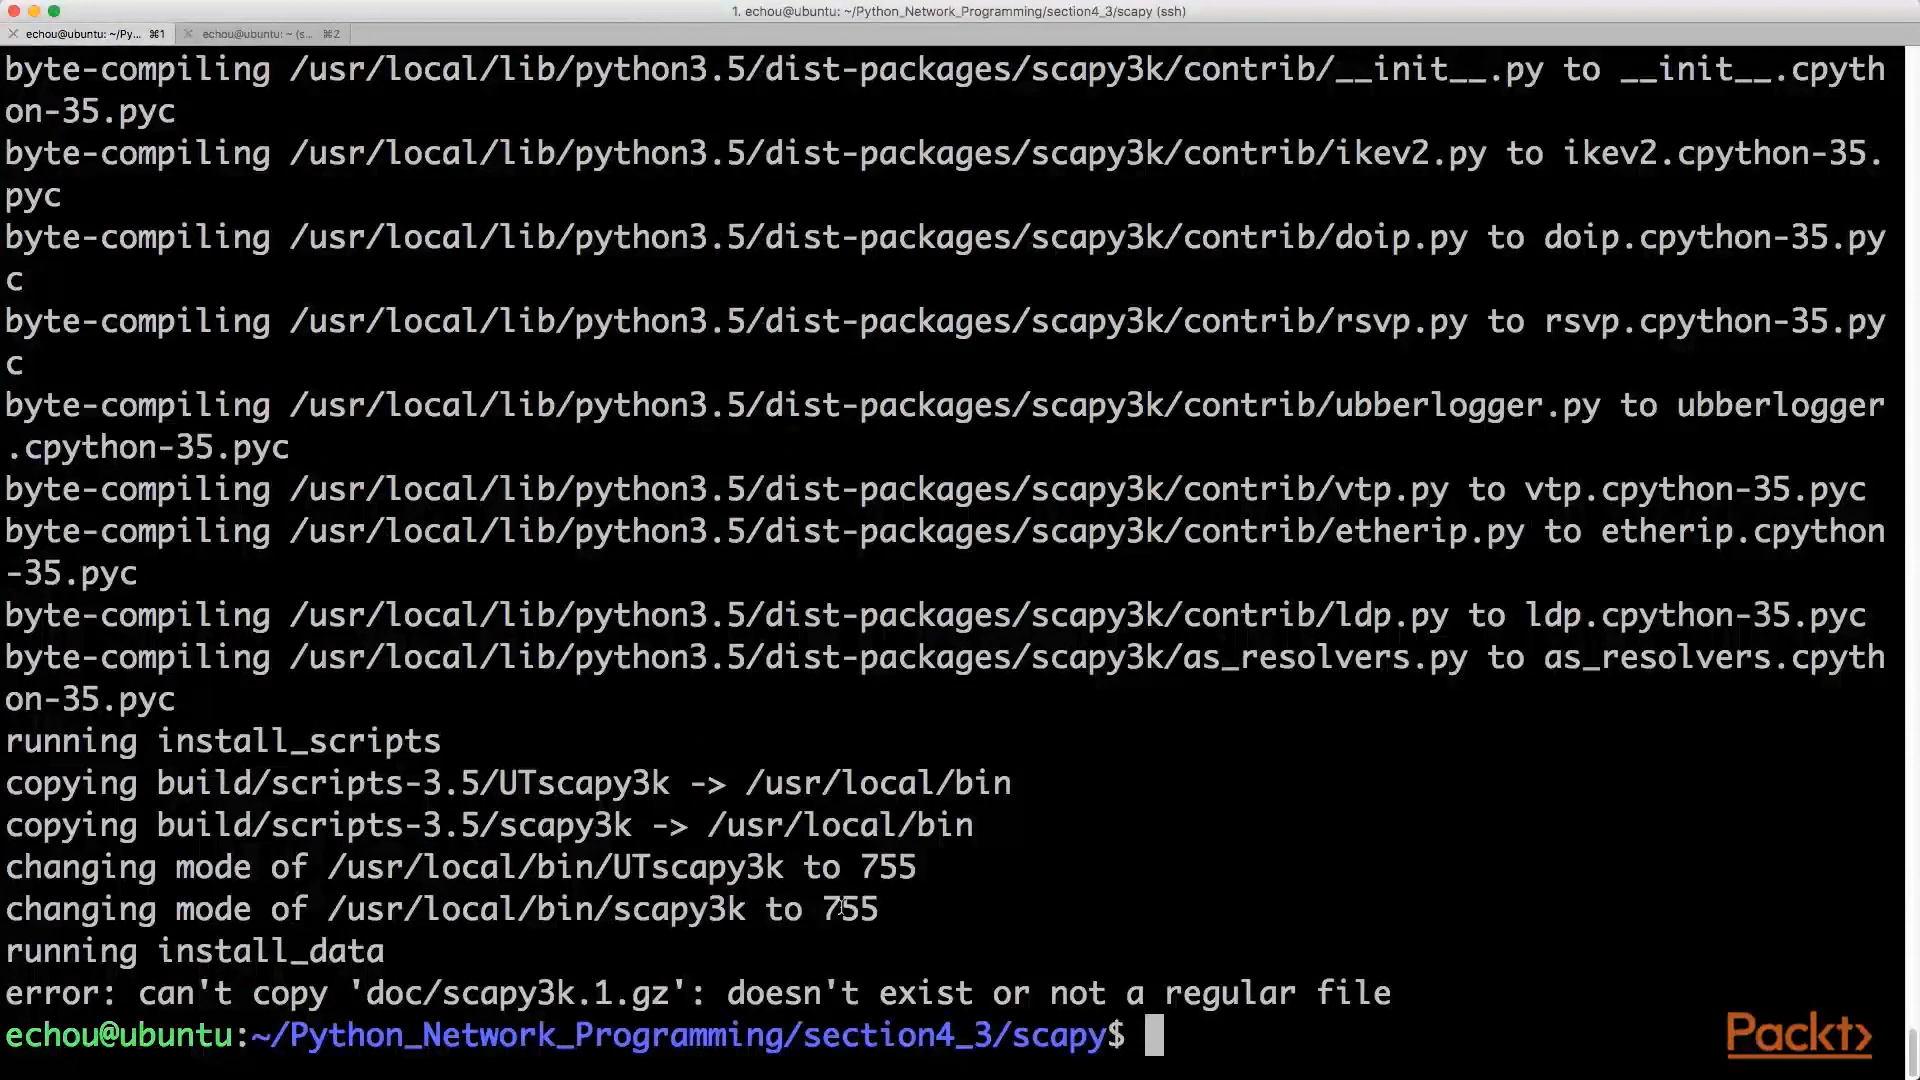 1. echou@ubuntu: ~/Python_Network_Programming/section4_3/scapy (ssh)
echou@ubuntu: ~/Py... ⌘1 echou@ubuntu: ~ (s... ⌘2
byte-compiling /usr/local/lib/python3.5/dist-packages/scapy3k/contrib/__init__.py to __init__.cpyth
on-35.pyc
byte-compiling /usr/local/lib/python3.5/dist-packages/scapy3k/contrib/ikev2.py to ikev2.cpython-35.
pyc
byte-compiling /usr/local/lib/python3.5/dist-packages/scapy3k/contrib/doip.py to doip.cpython-35.py
c
byte-compiling /usr/local/lib/python3.5/dist-packages/scapy3k/contrib/rsvp.py to rsvp.cpython-35.py
c
byte-compiling /usr/local/lib/python3.5/dist-packages/scapy3k/contrib/ubberlogger.py to ubberlogger
.cpython-35.pyc
byte-compiling /usr/local/lib/python3.5/dist-packages/scapy3k/contrib/vtp.py to vtp.cpython-35.pyc
byte-compiling /usr/local/lib/python3.5/dist-packages/scapy3k/contrib/etherip.py to etherip.cpython
-35.pyc
byte-compiling /usr/local/lib/python3.5/dist-packages/scapy3k/contrib/ldp.py to ldp.cpython-35.pyc
byte-compiling /usr/local/lib/python3.5/dist-packages/scapy3k/as_resolvers.py to as_resolvers.cpyth
on-35.pyc
running install_scripts
copying build/scripts-3.5/UTscapy3k -> /usr/local/bin
copying build/scripts-3.5/scapy3k -> /usr/local/bin
changing mode of /usr/local/bin/UTscapy3k to 755
changing mode of /usr/local/bin/scapy3k to 755
running install_data
error: can't copy 'doc/scapy3k.1.gz': doesn't exist or not a regular file
echou@ubuntu:~/Python_Network_Programming/section4_3/scapy$
Packt>